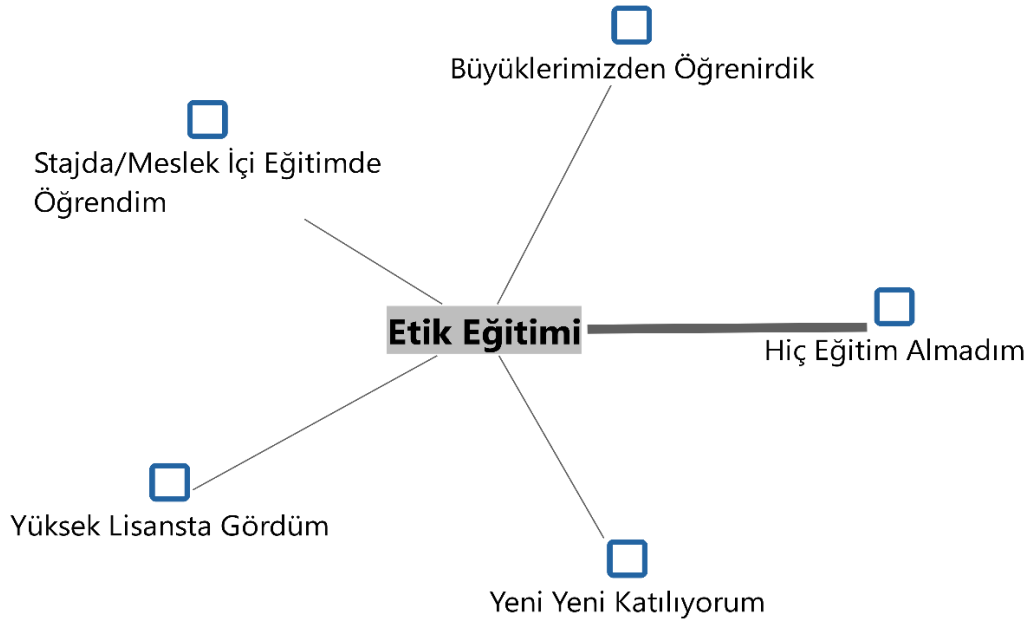 Büyüklerimizden Öğrenirdik
Stajda/Meslek İçi Eğitimde
Öğrendim
Etik Eğitimi
Hiç Eğitim Almadım
Yüksek Lisansta Gördüm
Yeni Yeni Katılıyorum